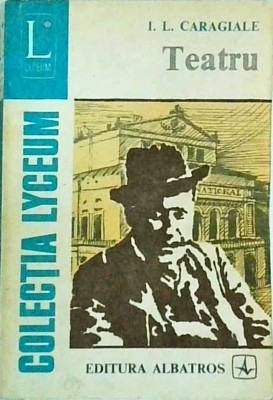 L
LYCEUM
I. L. CARAGIALE
Teatru
COLECȚIA LYCEUM
NATIONAL
EDITURA ALBATROS